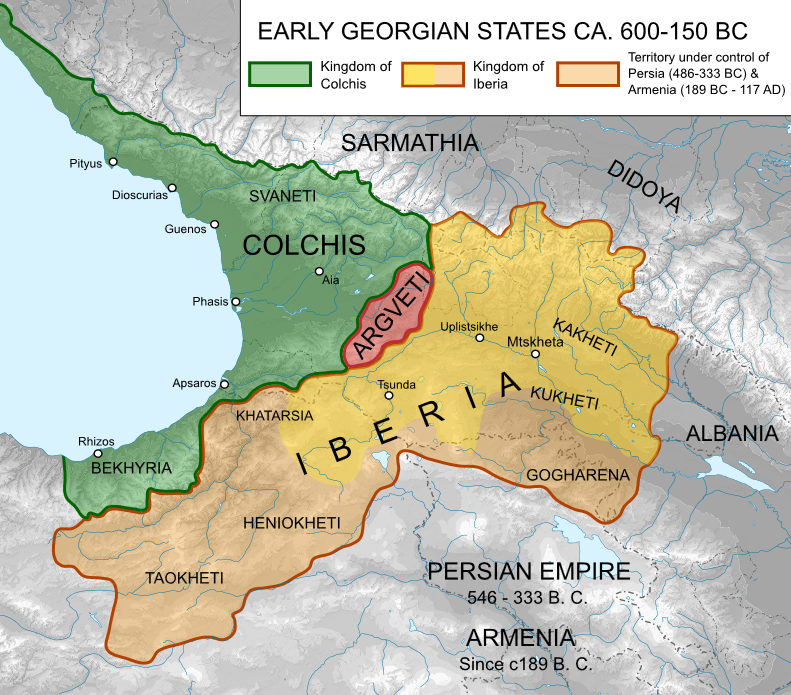 EARLY GEORGIAN STATES CA. 600-150 BC
Kingdom of
Colchis
Kingdom of
Iberia
Territory under control of
Persia (486-333 BC) &
Armenia (189 BC - 117 AD)
SARMATHIA
DIDOYA
Pityus
Dioscurias
SVANETI
Guenos
COLCHIS
Aia
Phasis
ARGVETI
Uplistsikhe
Mtskheta
KAKHETI
Apsaros
Tsunda
KUKHETI
KHATARSIA
IBERIA
ALBANIA
Rhizos
BEKHYRIA
GOGHARENA
HENIOKHETI
TAOKHETI
PERSIAN EMPIRE
546 - 333 B. C.
ARMENIA
Since c189 B. C.